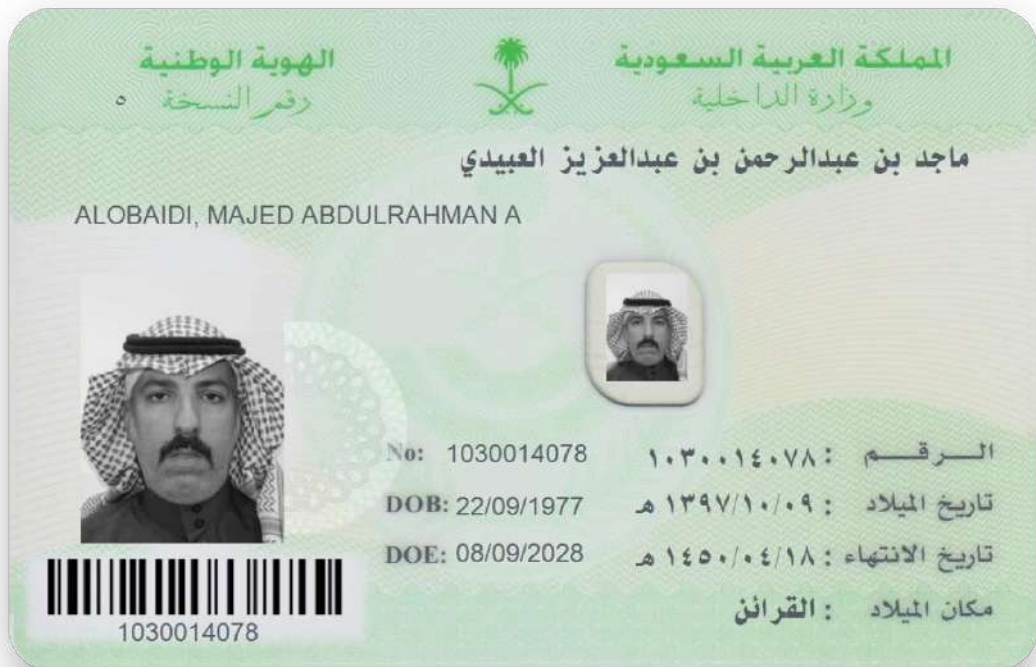 المملكة العربية السعودية
وزارة الداخلية
الهوية الوطنية
رقم النسخة ٥
ماجد بن عبدالرحمن بن عبدالعزيز العبيدي
ALOBAIDI, MAJED ABDULRAHMAN A
الرقم : ١٠٣٠٠١٤٠٧٨ No: 1030014078
تاريخ الميلاد : ١٣٩٧/١٠/٠٩ هـ DOB: 22/09/1977
تاريخ الانتهاء : ١٤٥٠/٠٤/١٨ هـ DOE: 08/09/2028
مكان الميلاد : القرائن
1030014078